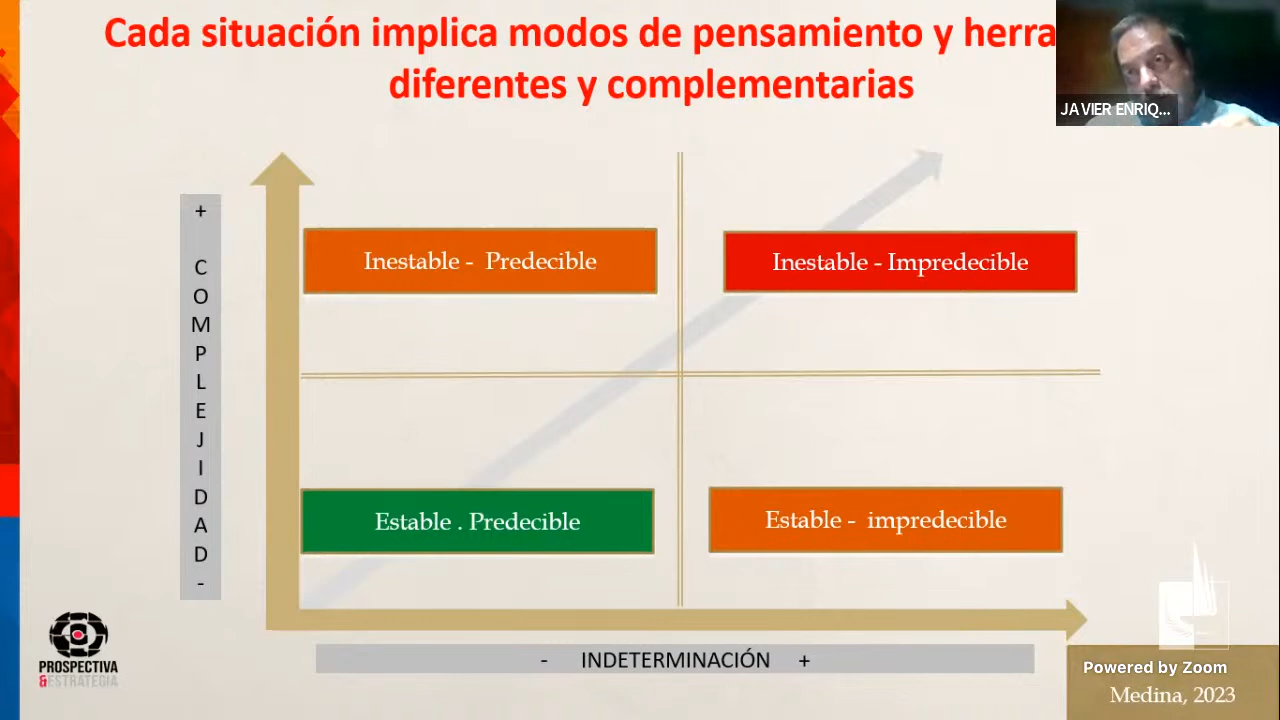 Cada situación implica modos de pensamiento y herra
diferentes y complementarias
JAVIER ENRIQ...
+
COMPLEJIDAD
-
Inestable - Predecible
Inestable - Impredecible
Estable . Predecible
Estable - impredecible
- INDETERMINACIÓN +
PROSPECTIVA
&ESTRATEGIA
Powered by Zoom
Medina, 2023